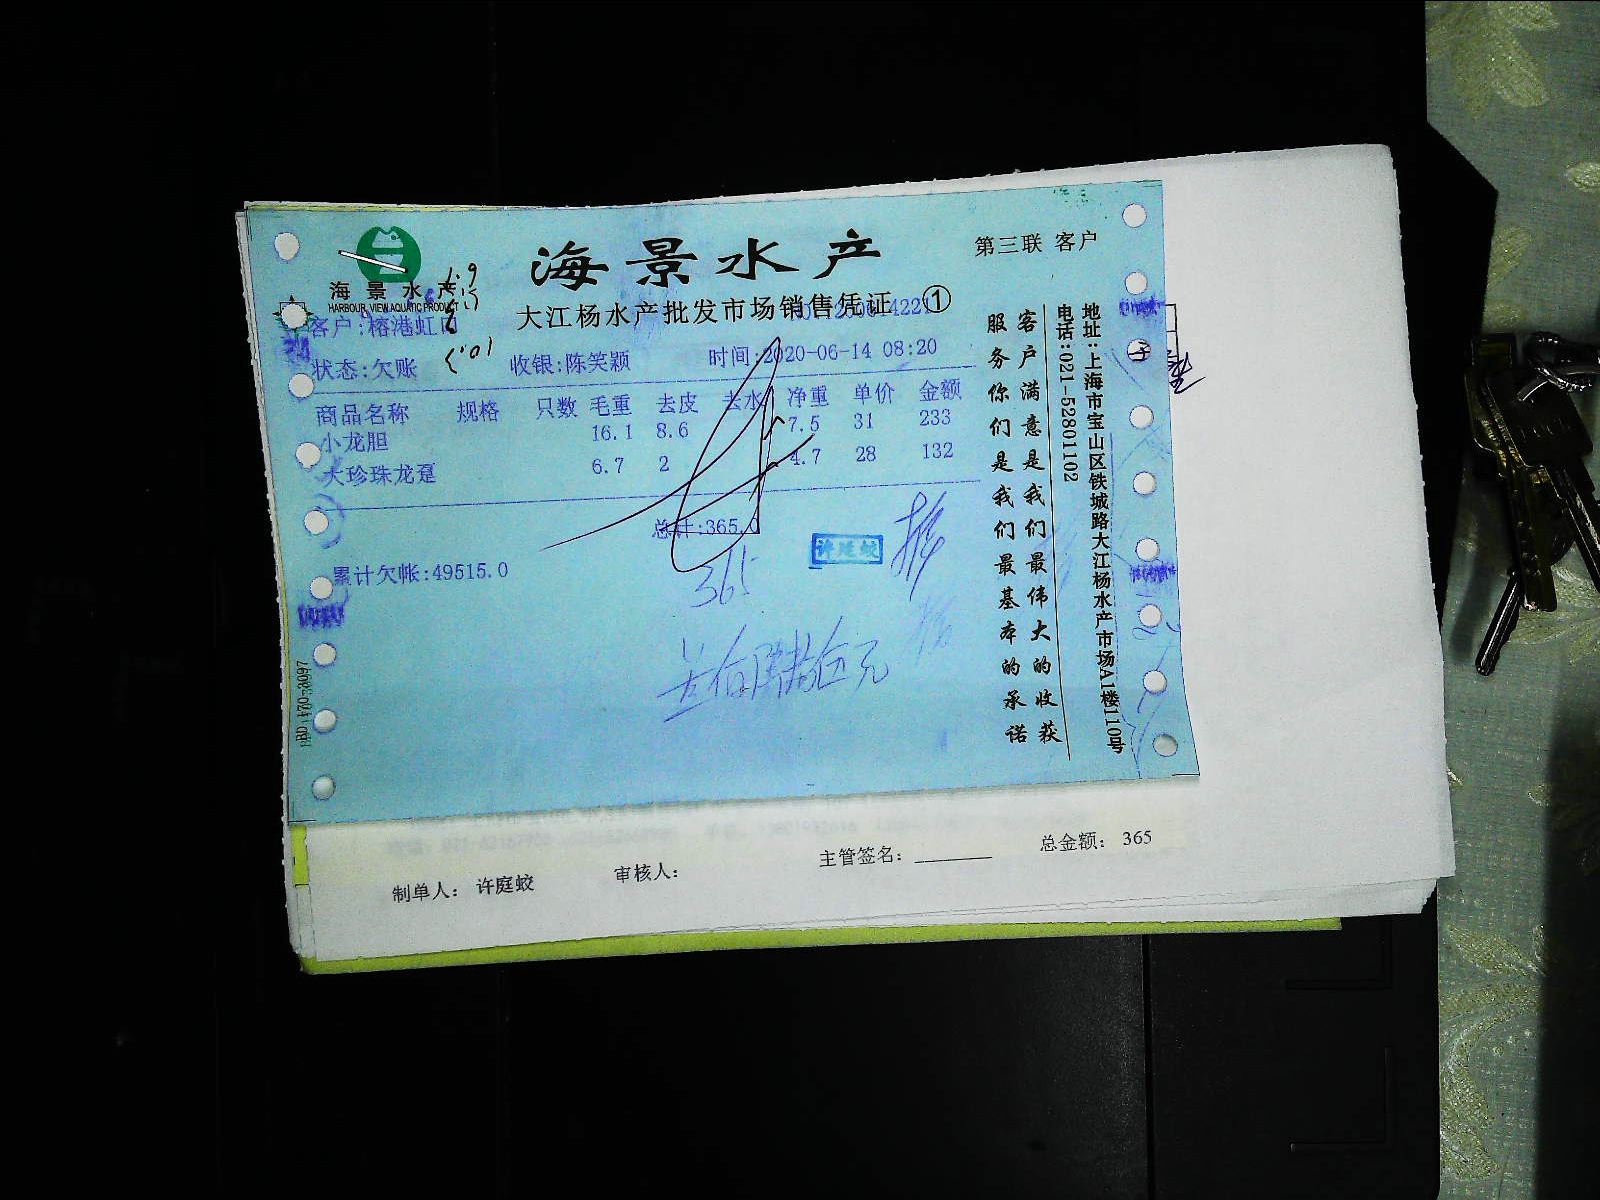 海景水产
第三联 客户
海景水产
HARBOUR VIEW AQUATIC PRODUCT
大江杨水产批发市场销售凭证 ①
客户:榕港虹口
状态:欠账 收银:陈笑颖 时间:2020-06-14 08:20
商品名称 规格 只数 毛重 去皮 去水 净重 单价 金额
小龙胆 16.1 8.6 7.5 31 233
大珍珠龙趸 6.7 2 4.7 28 132
总计:365.0
365
许庭蛟
累计欠帐:49515.0
叁佰陆拾伍元
客户满意是我们最伟大的收获
服务你们是我们最基本的承诺
地址:上海市宝山区铁城路大江杨水产市场A1楼110号
电话:021-52801102
制单人: 许庭蛟 审核人: 主管签名: 总金额: 365